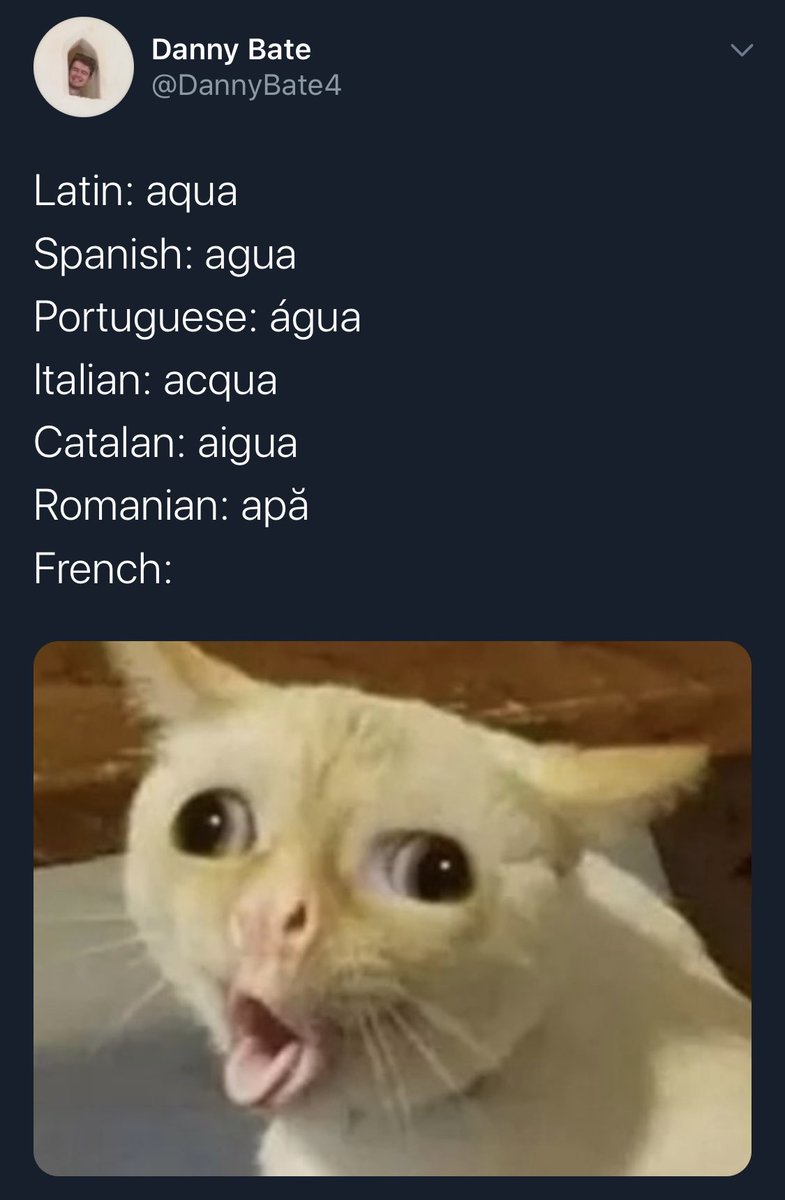 Danny Bate
@DannyBate4
Latin: aqua
Spanish: agua
Portuguese: água
Italian: acqua
Catalan: aigua
Romanian: apă
French: